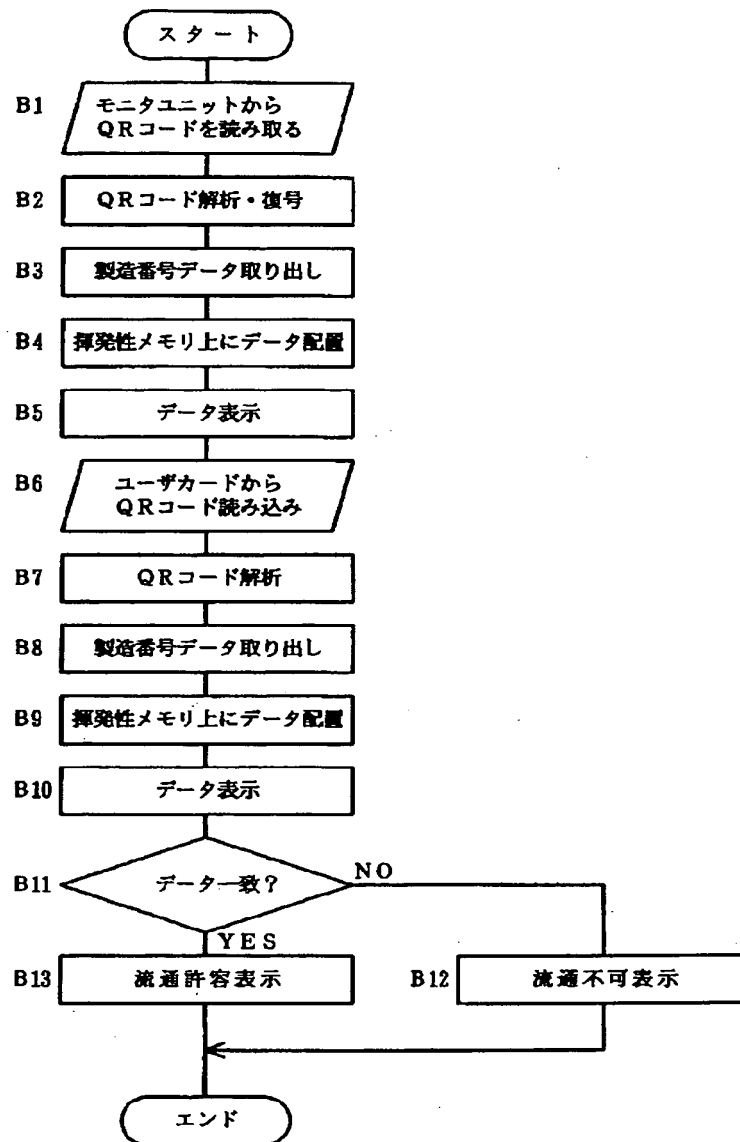 スタート
B1
モニタユニットから
QRコードを読み取る
B2
QRコード解析・復号
B3
製造番号データ取り出し
B4
揮発性メモリ上にデータ配置
B5
データ表示
B6
ユーザカードから
QRコード読み込み
B7
QRコード解析
B8
製造番号データ取り出し
B9
揮発性メモリ上にデータ配置
B10
データ表示
B11
データ一致?
NO
YES
B13
流通許容表示
B12
流通不可表示
エンド